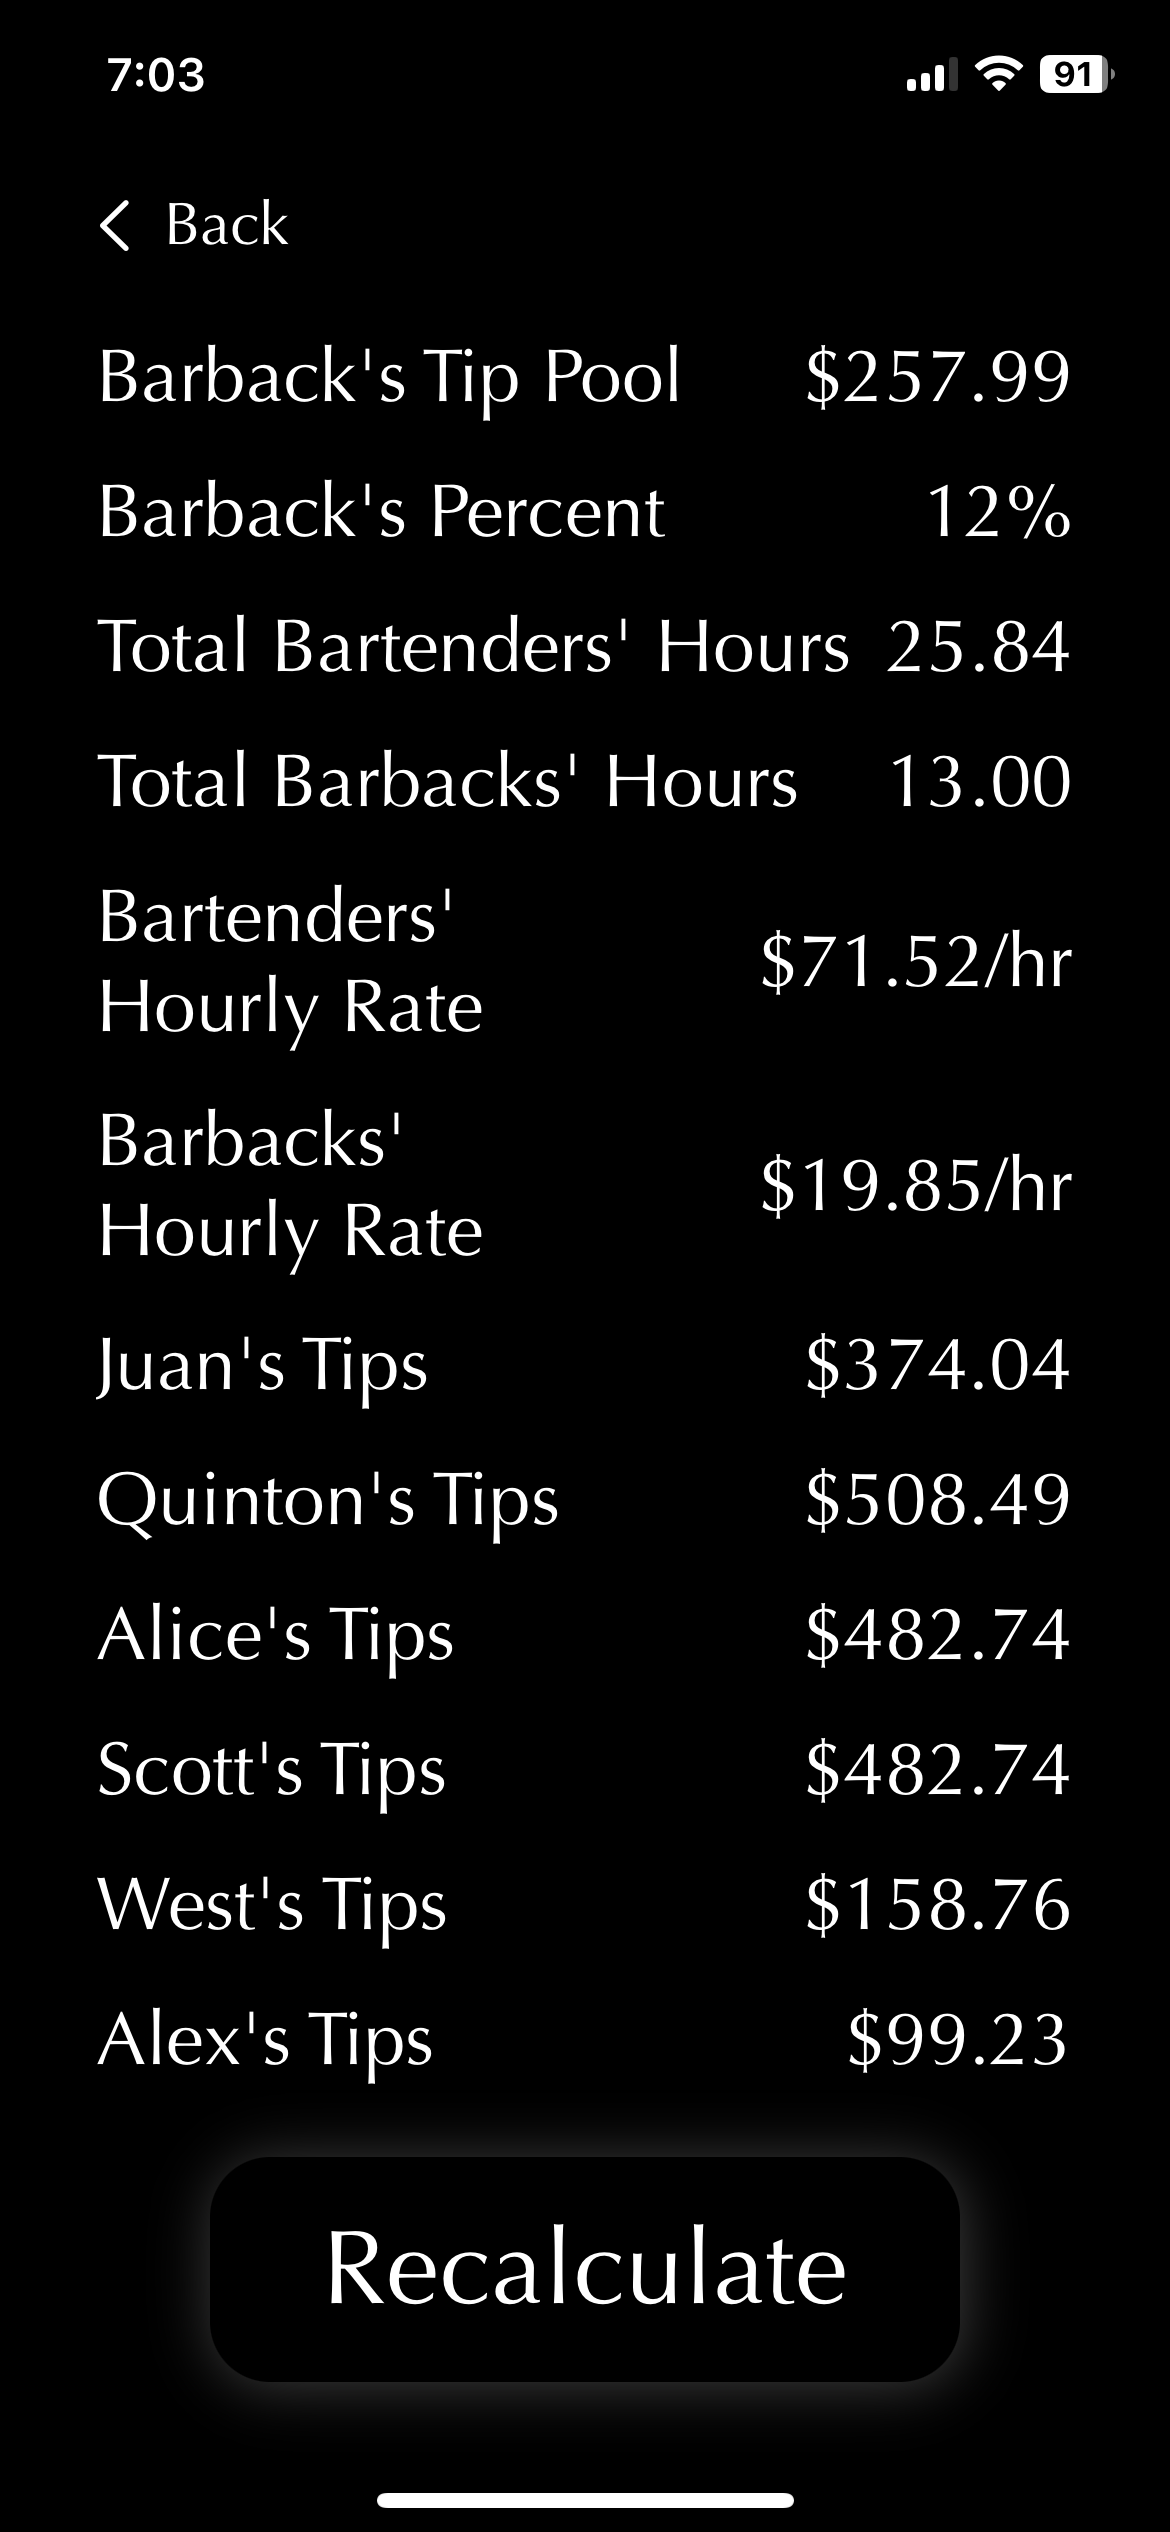 7:03
91
Back
Barback's Tip Pool $257.99
Barback's Percent 12%
Total Bartenders' Hours 25.84
Total Barbacks' Hours 13.00
Bartenders'
Hourly Rate $71.52/hr
Barbacks'
Hourly Rate $19.85/hr
Juan's Tips $374.04
Quinton's Tips $508.49
Alice's Tips $482.74
Scott's Tips $482.74
West's Tips $158.76
Alex's Tips $99.23
Recalculate